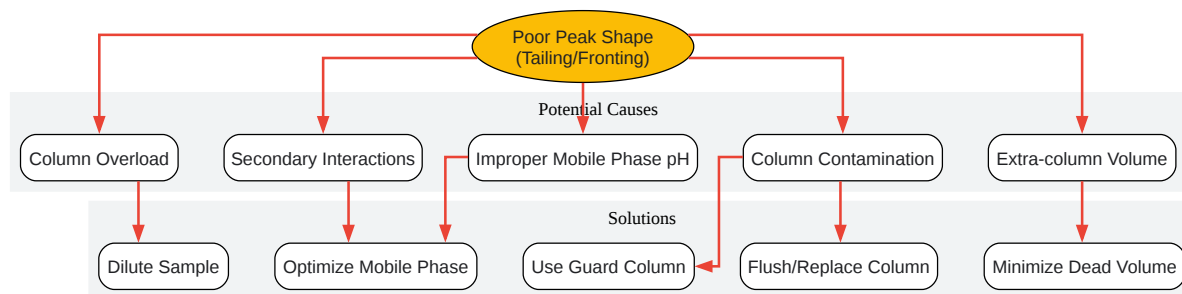 Poor Peak Shape
(Tailing/Fronting)
Potential Causes
Column Overload
Secondary Interactions
Improper Mobile Phase pH
Column Contamination
Extra-column Volume
Solutions
Dilute Sample
Optimize Mobile Phase
Use Guard Column
Flush/Replace Column
Minimize Dead Volume